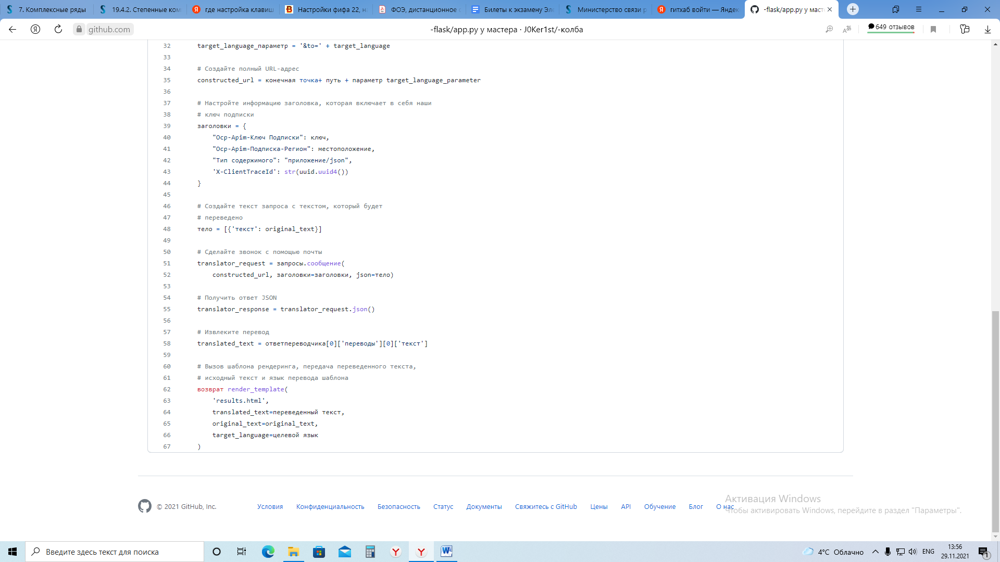 7. Комплексные ряды
19.4.2. Степенные ком
где настройка клавиш
Настройки фифа 22, н
ФОЭ, дистанционное
Билеты к экзамену Эле
Министерство связи р
гитхаб войти — Яндек
-flask/app.py у маст
github.com
-flask/app.py у мастера · J0Ker1st/-колба
649 отзывов
32 target_language_параметр = '&to=' + target_language
33
34 # Создайте полный URL-адрес
35 constructed_url = конечная точка+ путь + параметр target_language_parameter
36
37 # Настройте информацию заголовка, которая включает в себя наши
38 # ключ подписки
39 заголовки = {
40 "Ocp-Apim-Ключ Подписки": ключ,
41 "Ocp-Apim-Подписка-Регион": местоположение,
42 "Тип содержимого": "приложение/json",
43 'X-ClientTraceId': str(uuid.uuid4())
44 }
45
46 # Создайте текст запроса с текстом, который будет
47 # переведено
48 тело = [{'текст': original_text}]
49
50 # Сделайте звонок с помощью почты
51 translator_request = запросы.сообщение(
52 constructed_url, заголовки=заголовки, json=тело)
53
54 # Получить ответ JSON
55 translator_response = translator_request.json()
56
57 # Извлеките перевод
58 translated_text = ответпереводчика[0]['переводы'][0]['текст']
59
60 # Вызов шаблона рендеринга, передача переведенного текста,
61 # исходный текст и язык перевода шаблона
62 возврат render_template(
63 'results.html',
64 translated_text=переведенный текст,
65 original_text=original_text,
66 target_language=целевой язык
67 )
© 2021 GitHub, Inc.
Условия
Конфиденциальность
Безопасность
Статус
Документы
Свяжитесь с GitHub
Цены
API
Обучение
Блог
О нас
Активация Windows
Чтобы активировать Windows, перейдите в раздел "Параметры".
Введите здесь текст для поиска
4°C Облачно
ENG
13:56
29.11.2021
1